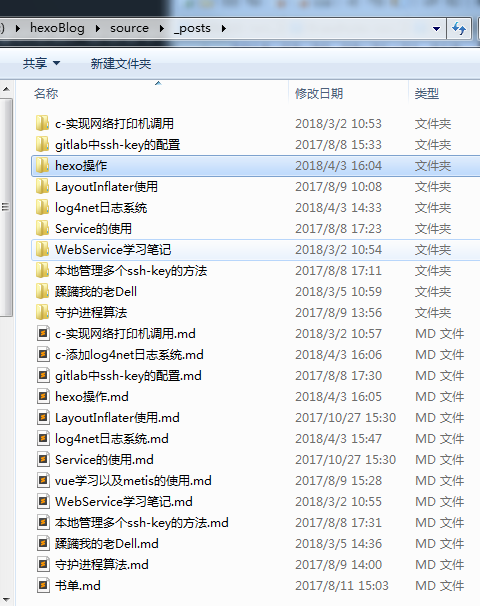 ) ▸ hexoBlog ▸ source ▸ _posts ▸
共享 新建文件夹
名称 修改日期 类型
c-实现网络打印机调用 2018/3/2 10:53 文件夹
gitlab中ssh-key的配置 2017/8/8 15:33 文件夹
hexo操作 2018/4/3 16:04 文件夹
LayoutInflater使用 2017/8/9 10:08 文件夹
log4net日志系统 2018/4/3 14:33 文件夹
Service的使用 2017/8/8 17:23 文件夹
WebService学习笔记 2018/3/2 10:54 文件夹
本地管理多个ssh-key的方法 2017/8/8 17:11 文件夹
蹂躏我的老Dell 2018/3/5 10:59 文件夹
守护进程算法 2017/8/9 13:56 文件夹
c-实现网络打印机调用.md 2018/3/2 10:57 MD 文件
c-添加log4net日志系统.md 2018/4/3 16:06 MD 文件
gitlab中ssh-key的配置.md 2017/8/8 17:30 MD 文件
hexo操作.md 2018/4/3 16:05 MD 文件
LayoutInflater使用.md 2017/10/27 15:30 MD 文件
log4net日志系统.md 2018/4/3 15:47 MD 文件
Service的使用.md 2017/10/27 15:30 MD 文件
vue学习以及metis的使用.md 2017/8/9 15:28 MD 文件
WebService学习笔记.md 2018/3/2 10:55 MD 文件
本地管理多个ssh-key的方法.md 2017/8/8 17:31 MD 文件
蹂躏我的老Dell.md 2018/3/5 14:36 MD 文件
守护进程算法.md 2017/8/9 14:00 MD 文件
书单.md 2017/8/11 15:03 MD 文件